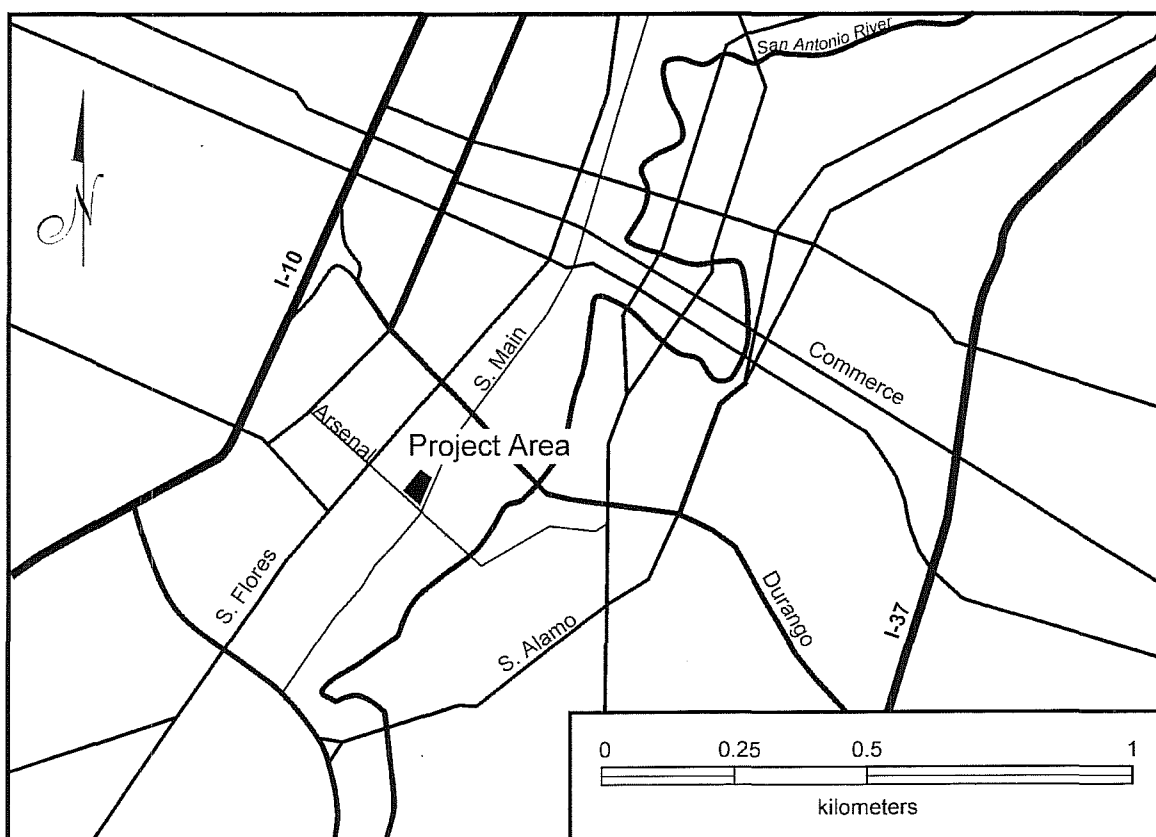 San Antonio River
N
I-10
S. Main
Commerce
Arsenal
Project Area
S. Flores
S. Alamo
Durango
I-37
0 0.25 0.5 1
kilometers